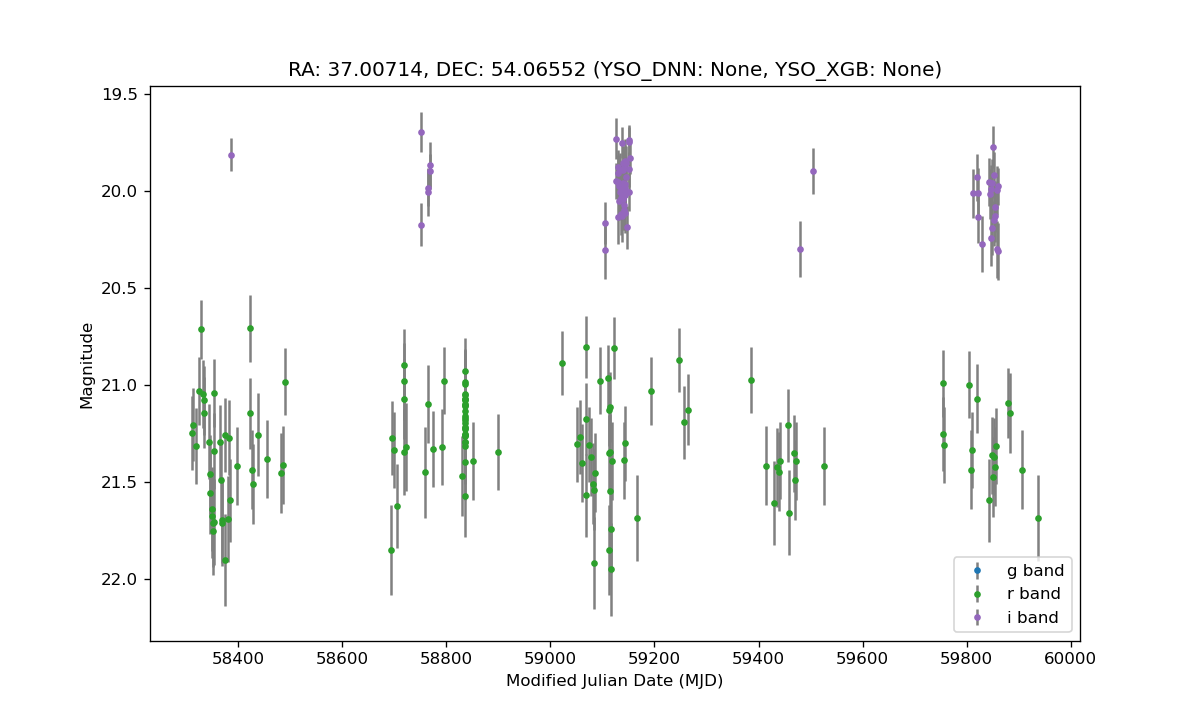 RA: 37.00714, DEC: 54.06552 (YSO_DNN: None, YSO_XGB: None)
19.5
20.0
20.5
21.0
21.5
22.0
Magnitude
58400 58600 58800 59000 59200 59400 59600 59800 60000
Modified Julian Date (MJD)
g band
r band
i band